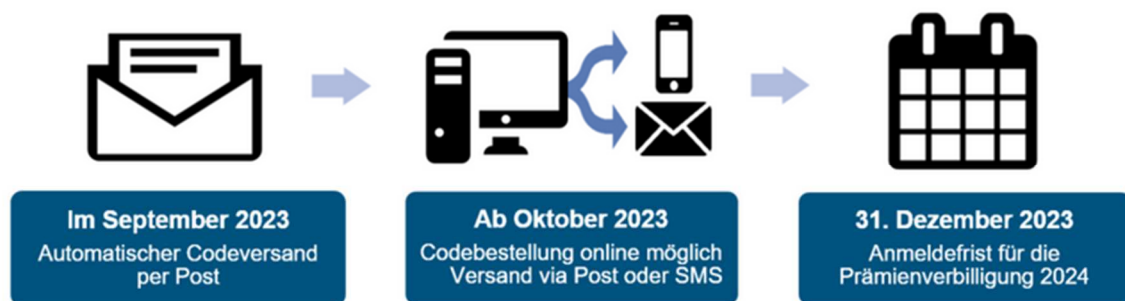 Im September 2023
Automatischer Codeversand
per Post
Ab Oktober 2023
Codebestellung online möglich
Versand via Post oder SMS
31. Dezember 2023
Anmeldefrist für die
Prämienverbilligung 2024